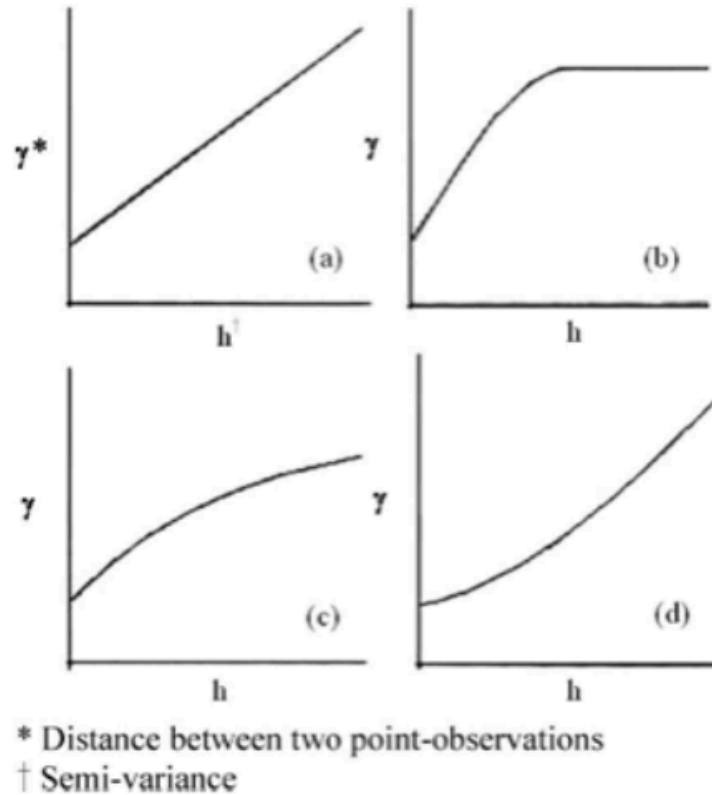 γ*
(a)
h†
γ
(b)
h
γ
(c)
h
γ
(d)
h
* Distance between two point-observations
† Semi-variance